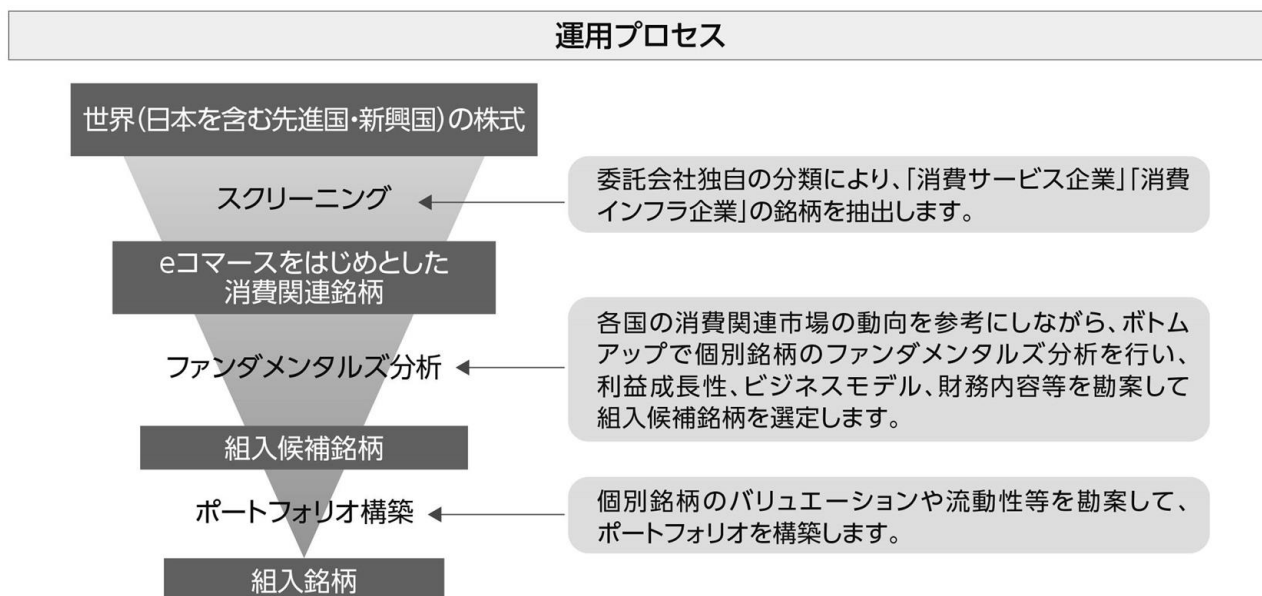 運用プロセス
世界(日本を含む先進国・新興国)の株式
スクリーニング
委託会社独自の分類により、「消費サービス企業」「消費
インフラ企業」の銘柄を抽出します。
eコマースをはじめとした
消費関連銘柄
ファンダメンタルズ分析
各国の消費関連市場の動向を参考にしながら、ボトム
アップで個別銘柄のファンダメンタルズ分析を行い、
利益成長性、ビジネスモデル、財務内容等を勘案して
組入候補銘柄を選定します。
組入候補銘柄
ポートフォリオ構築
個別銘柄のバリュエーションや流動性等を勘案して、
ポートフォリオを構築します。
組入銘柄